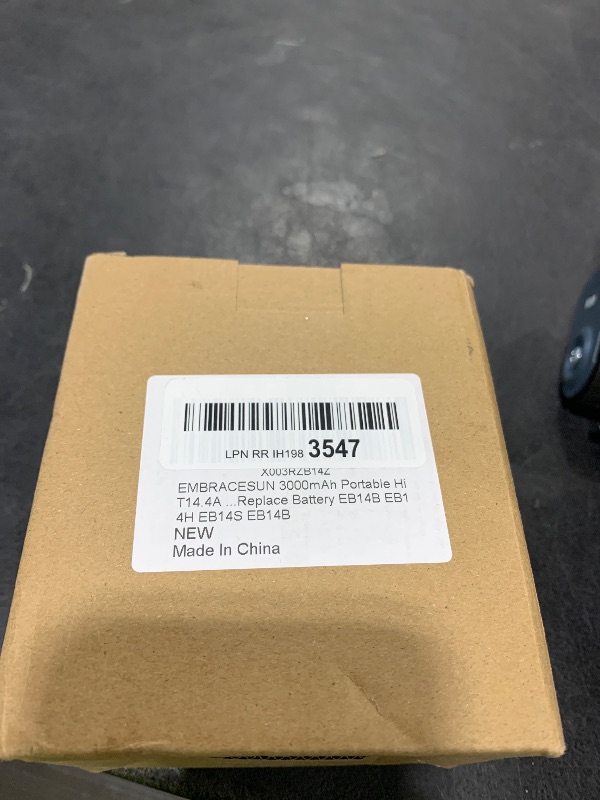 LPN RR IH198 3547
X003RZB14Z
EMBRACESUN 3000mAh Portable Hi
T14.4A ...Replace Battery EB14B EB1
4H EB14S EB14B
NEW
Made In China